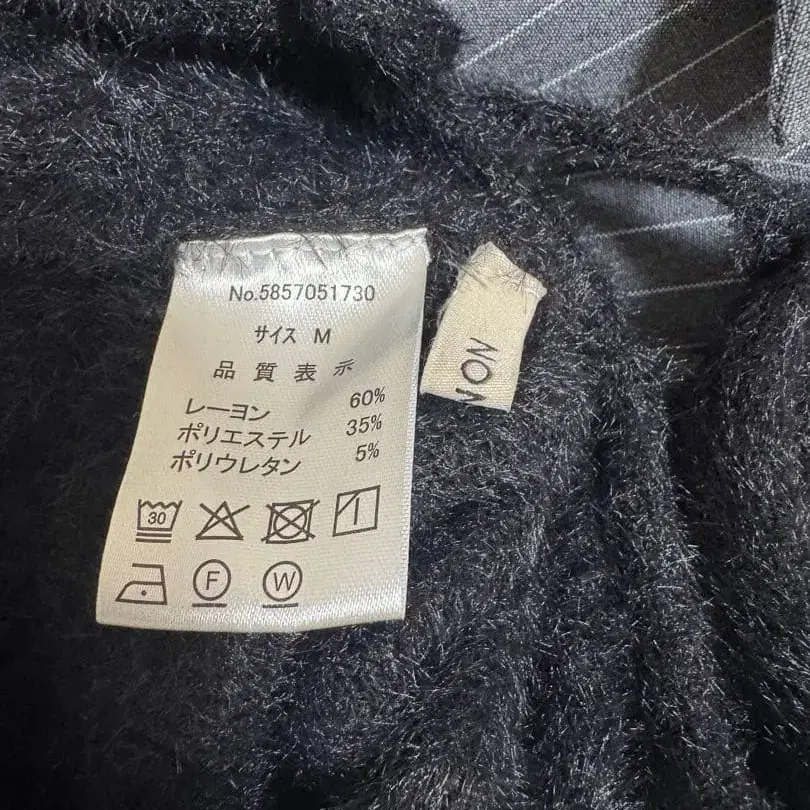 No.5857051730
サイズ M
品 質 表 示
レーヨン 60%
ポリエステル 35%
ポリウレタン 5%
30
F W
NON